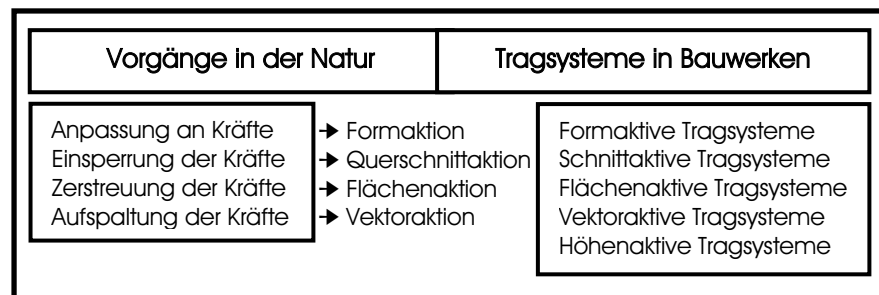 Vorgänge in der Natur
Tragsysteme in Bauwerken
Anpassung an Kräfte → Formaktion
Einsperrung der Kräfte → Querschnittaktion
Zerstreuung der Kräfte → Flächenaktion
Aufspaltung der Kräfte → Vektoraktion
Formaktive Tragsysteme
Schnittaktive Tragsysteme
Flächenaktive Tragsysteme
Vektoraktive Tragsysteme
Höhenaktive Tragsysteme